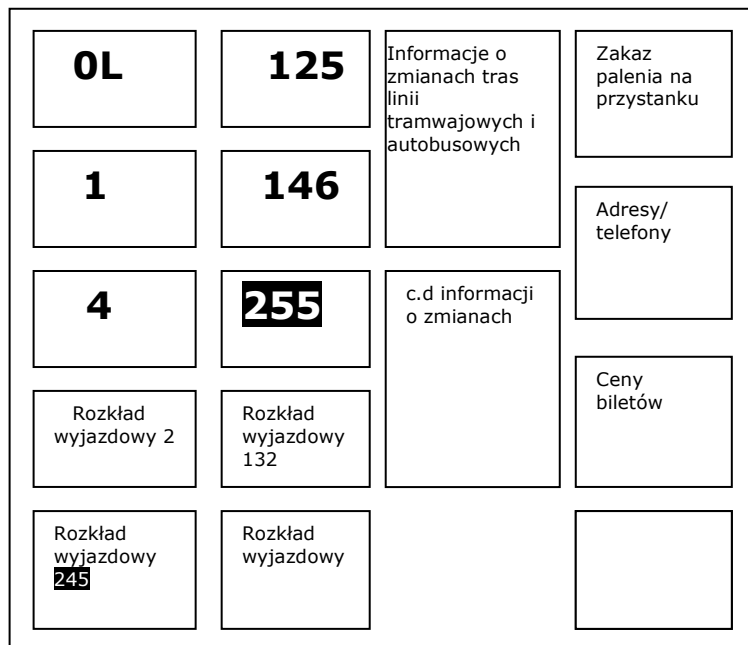 0L
125
Informacje o
zmianach tras
linii
tramwajowych i
autobusowych
Zakaz
palenia na
przystanku
1
146
Adresy/
telefony
4
255
c.d informacji
o zmianach
Ceny
biletów
Rozkład
wyjazdowy 2
Rozkład
wyjazdowy
132
Rozkład
wyjazdowy
245
Rozkład
wyjazdowy